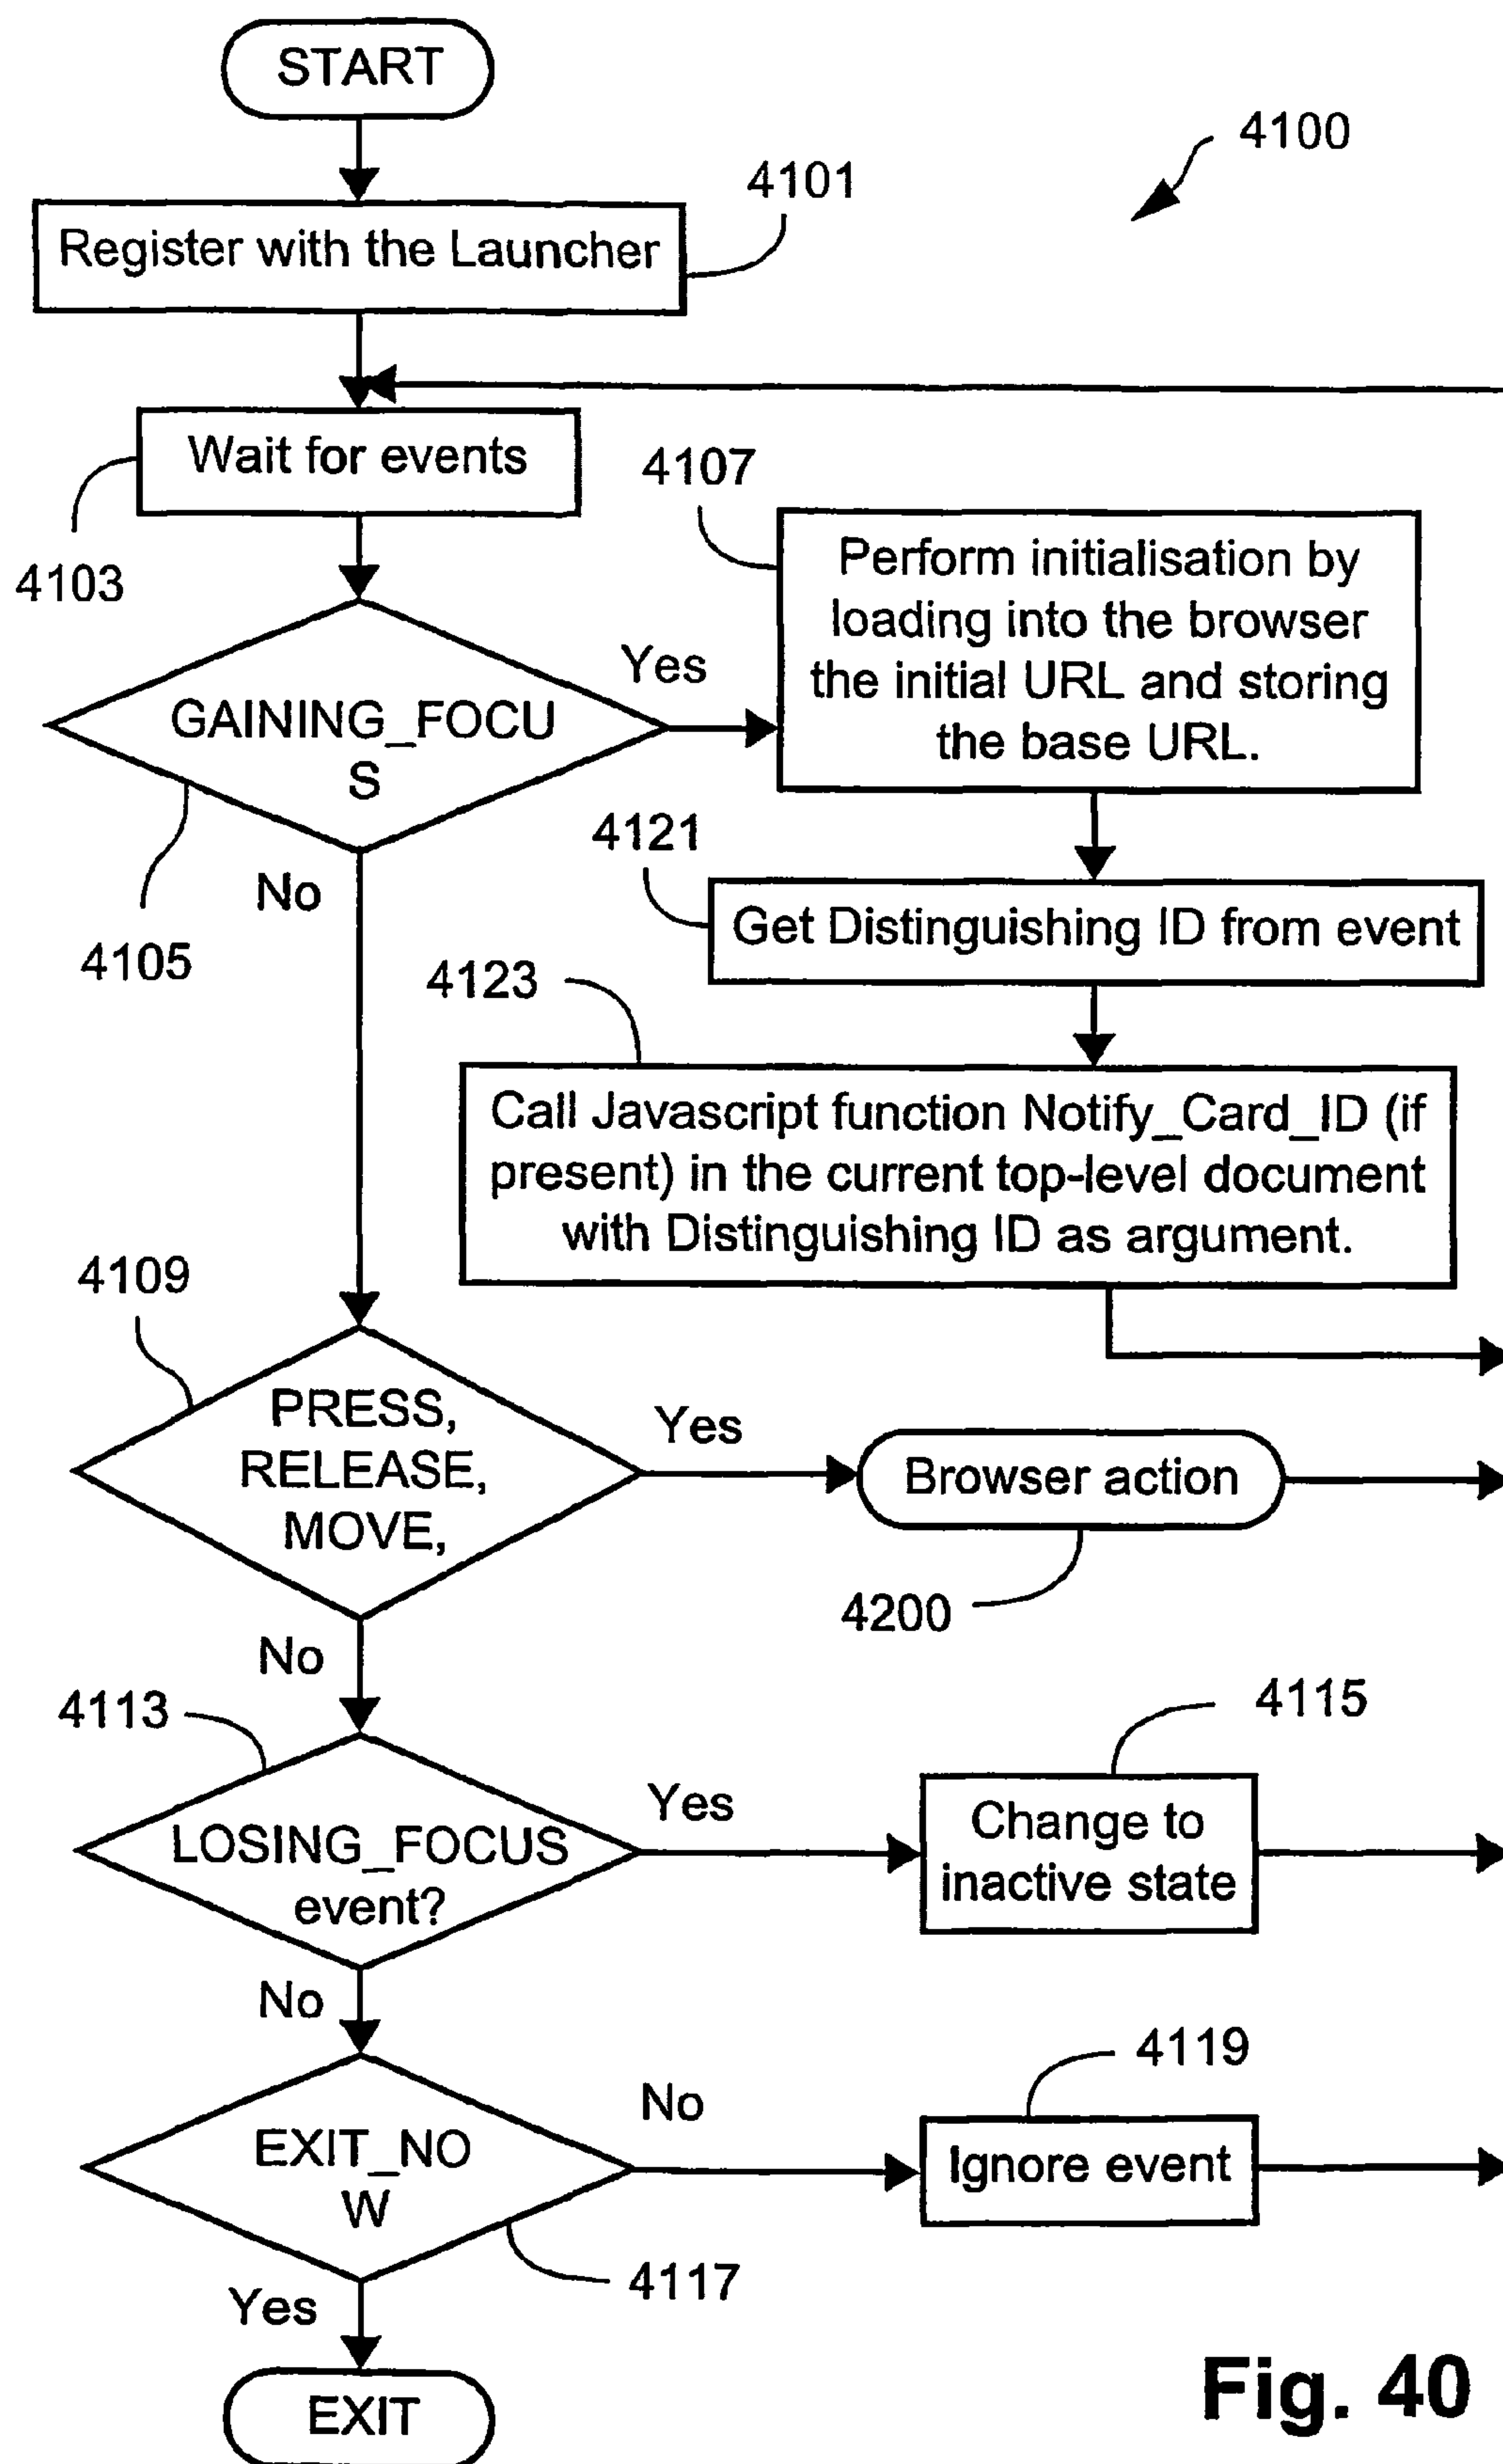 START
4100
4101
Register with the Launcher
Wait for events
4103
4107
Perform initialisation by
loading into the browser
the initial URL and storing
the base URL.
GAINING_FOCU
S
Yes
No
4105
4121
Get Distinguishing ID from event
4123
Call Javascript function Notify_Card_ID (if
present) in the current top-level document
with Distinguishing ID as argument.
4109
PRESS,
RELEASE,
MOVE,
Yes
Browser action
4200
No
4113
LOSING_FOCUS
event?
Yes
4115
Change to
inactive state
No
EXIT_NO
W
No
4119
Ignore event
4117
Yes
EXIT
Fig. 40